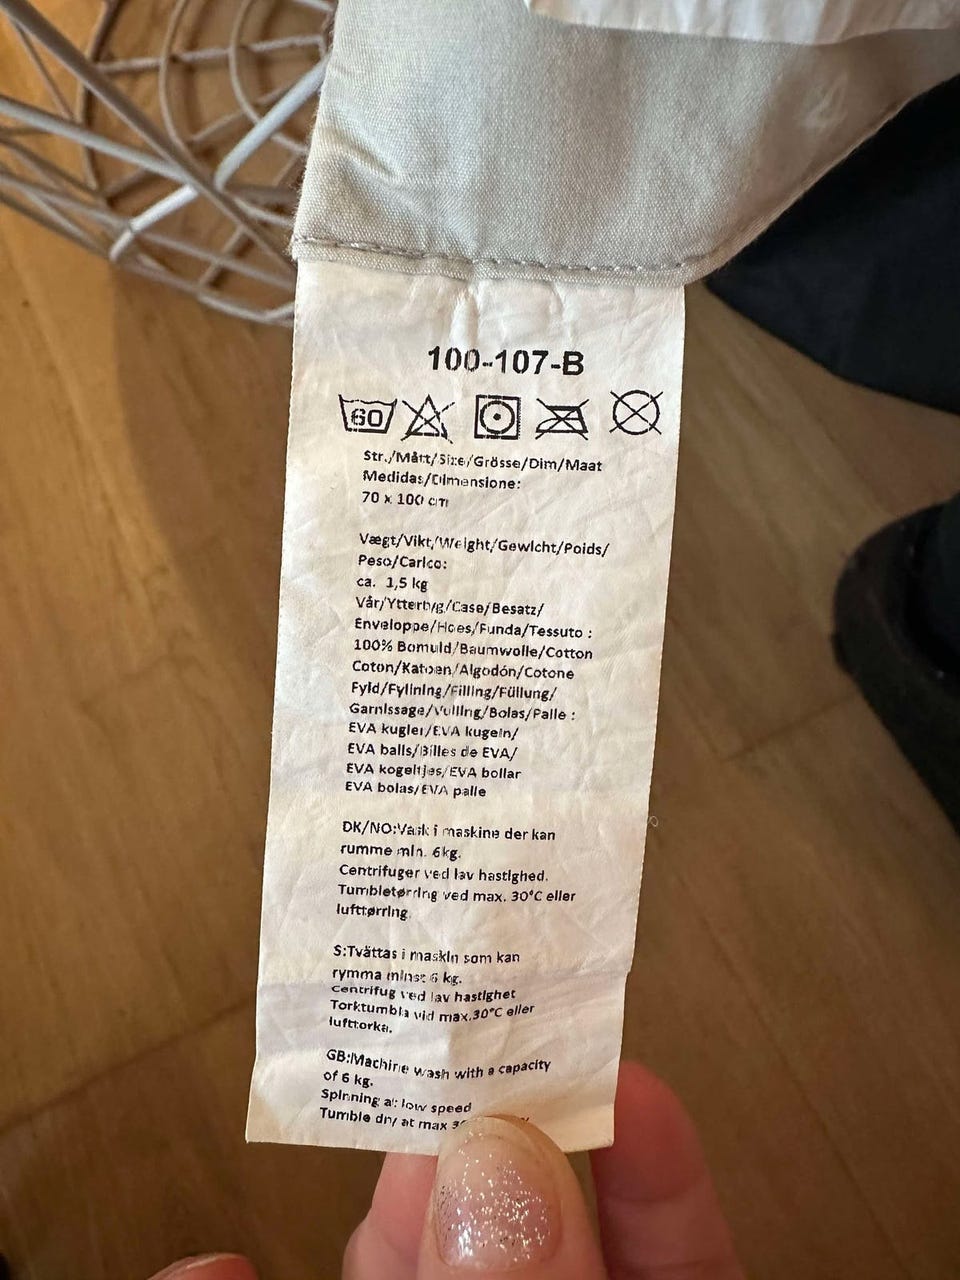 100-107-B
60
Str./Mått/Size/Grösse/Dim/Maat
Medidas/Dimensione:
70 x 100 cm
Vægt/Vikt/Weight/Gewicht/Poids/
Peso/Carico:
ca. 1,5 kg
Vår/Ytterbyg/Case/Besatz/
Enveloppe/Hoes/Funda/Tessuto :
100% Bomuld/Baumwolle/Cotton
Coton/Katoen/Algodón/Cotone
Fyld/Fyllning/Filling/Füllung/
Garnissage/Vulling/Bolas/Palle :
EVA kugler/EVA kugeln/
EVA balls/Billes de EVA/
EVA kogeltjes/EVA bollar
EVA bolas/EVA palle
DK/NO:Vask i maskine der kan
rumme min. 6kg.
Centrifuger ved lav hastighed.
Tumbletørring ved max. 30°C eller
lufttørring.
S:Tvättas i maskin som kan
rymma minst 6 kg.
Centrifug ved lav hastighet
Torktumbla vid max.30°C eller
lufttorka.
GB:Machine wash with a capacity
of 6 kg.
Spinning at low speed
Tumble dry at max